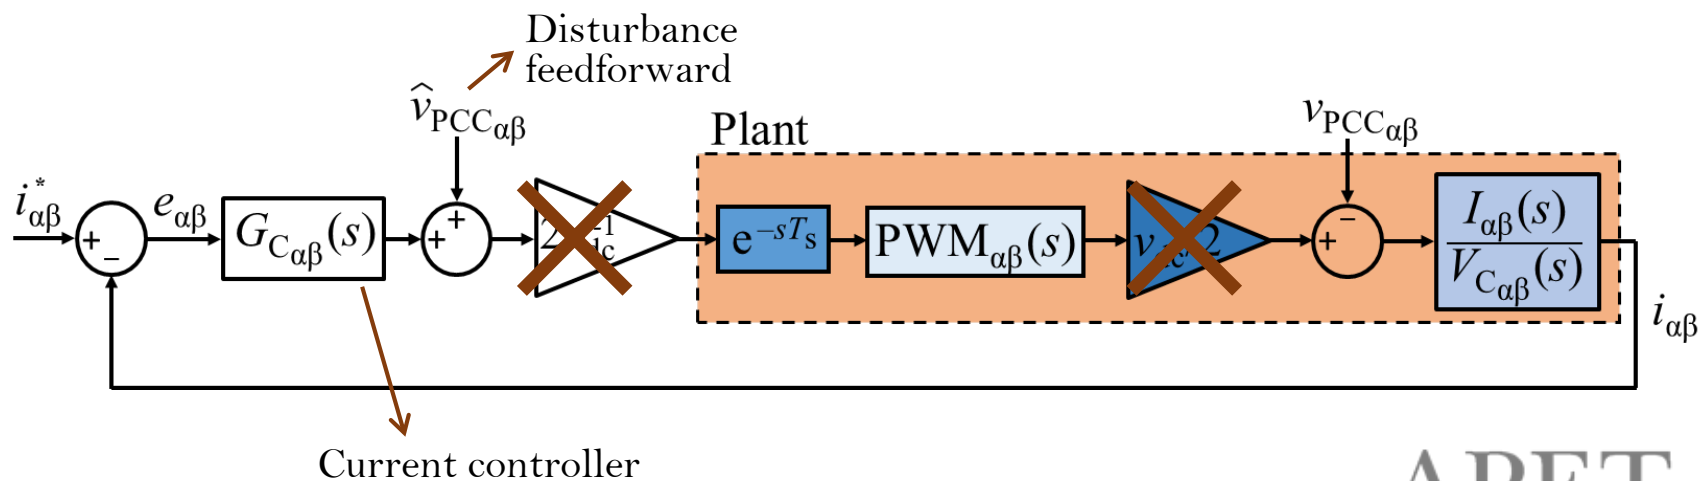 Disturbance
feedforward
v̂PCCαβ
Plant
vPCCαβ
i*αβ
+
−
eαβ
GCαβ(s)
+
+
e−sTs
PWMαβ(s)
+
−
Iαβ(s)
VCαβ(s)
iαβ
Current controller